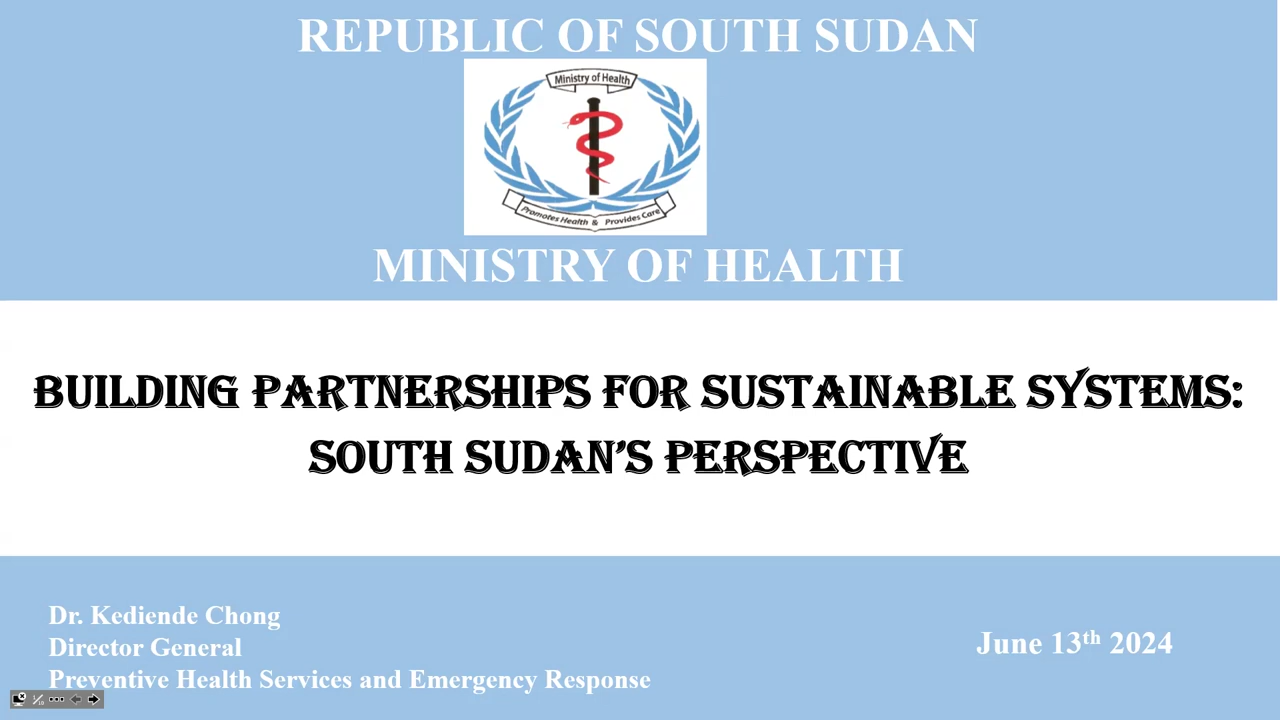 REPUBLIC OF SOUTH SUDAN
Ministry of Health
Promotes Health & Provides Care
MINISTRY OF HEALTH
BUILDING PARTNERSHIPS FOR SUSTAINABLE SYSTEMS:
SOUTH SUDAN’S PERSPECTIVE
Dr. Kediende Chong
Director General
Preventive Health Services and Emergency Response
June 13th 2024